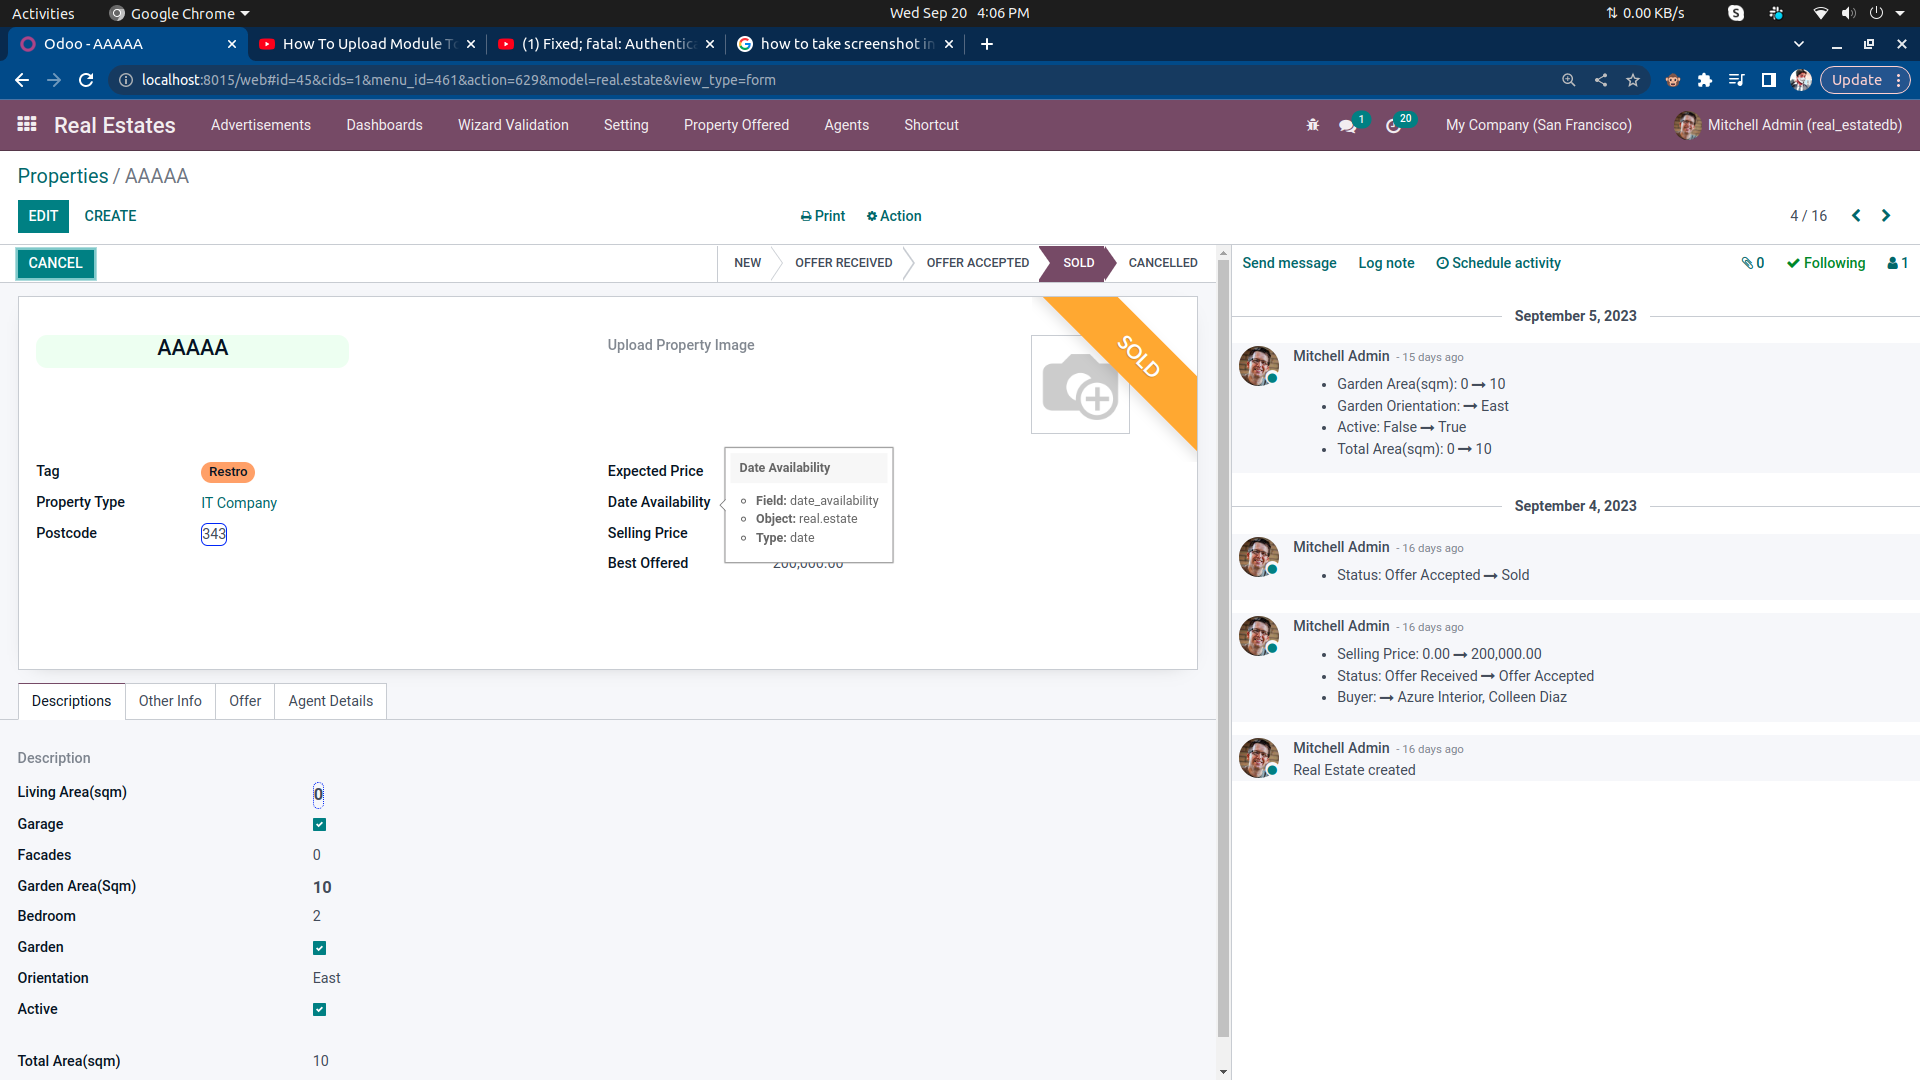 Activities
Google Chrome
Wed Sep 20 4:06 PM
0.00 KB/s
Odoo - AAAAA
How To Upload Module To
(1) Fixed; fatal: Authentic
how to take screenshot in
localhost:8015/web#id=45&cids=1&menu_id=461&action=629&model=real.estate&view_type=form
Update
Real Estates
Advertisements
Dashboards
Wizard Validation
Setting
Property Offered
Agents
Shortcut
1
20
My Company (San Francisco)
Mitchell Admin (real_estatedb)
Properties / AAAAA
EDIT
CREATE
Print
Action
4 / 16
CANCEL
NEW
OFFER RECEIVED
OFFER ACCEPTED
SOLD
CANCELLED
Send message
Log note
Schedule activity
0
Following
1
AAAAA
Upload Property Image
SOLD
Tag
Restro
Property Type
IT Company
Postcode
343
Expected Price
Date Availability
Selling Price
Best Offered
200,000.00
Date Availability
Field: date_availability
Object: real.estate
Type: date
Descriptions
Other Info
Offer
Agent Details
Description
Living Area(sqm)
0
Garage
Facades
0
Garden Area(Sqm)
10
Bedroom
2
Garden
Orientation
East
Active
Total Area(sqm)
10
September 5, 2023
Mitchell Admin - 15 days ago
Garden Area(sqm): 0 → 10
Garden Orientation: → East
Active: False → True
Total Area(sqm): 0 → 10
September 4, 2023
Mitchell Admin - 16 days ago
Status: Offer Accepted → Sold
Mitchell Admin - 16 days ago
Selling Price: 0.00 → 200,000.00
Status: Offer Received → Offer Accepted
Buyer: → Azure Interior, Colleen Diaz
Mitchell Admin - 16 days ago
Real Estate created